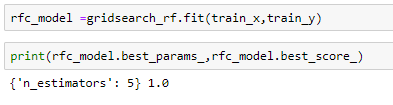 rfc_model =gridsearch_rf.fit(train_x,train_y)
print(rfc_model.best_params_,rfc_model.best_score_)
{'n_estimators': 5} 1.0